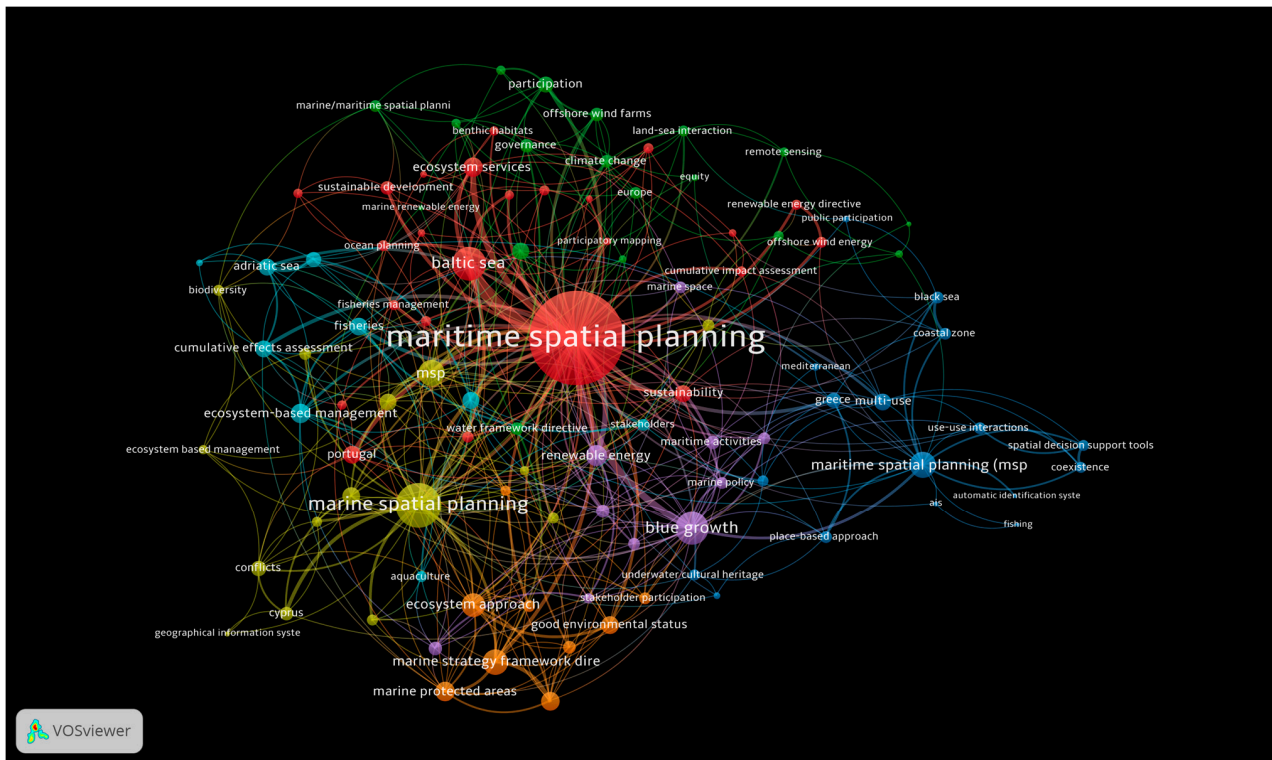 participation
marine/maritime spatial planni
offshore wind farms
benthic habitats
land-sea interaction
governance
remote sensing
climate change
ecosystem services
equity
sustainable development
europe
marine renewable energy
renewable energy directive
public participation
ocean planning
participatory mapping
offshore wind energy
baltic sea
adriatic sea
cumulative impact assessment
marine space
biodiversity
black sea
fisheries management
fisheries
coastal zone
maritime spatial planning
cumulative effects assessment
mediterranean
msp
sustainability
greece
multi-use
ecosystem-based management
stakeholders
water framework directive
use-use interactions
maritime activities
spatial decision support tools
ecosystem based management
portugal
renewable energy
maritime spatial planning (msp
coexistence
marine policy
automatic identification syste
marine spatial planning
ais
fishing
blue growth
place-based approach
conflicts
aquaculture
underwater cultural heritage
stakeholder participation
ecosystem approach
cyprus
good environmental status
geographical information syste
marine strategy framework dire
marine protected areas
VOSviewer